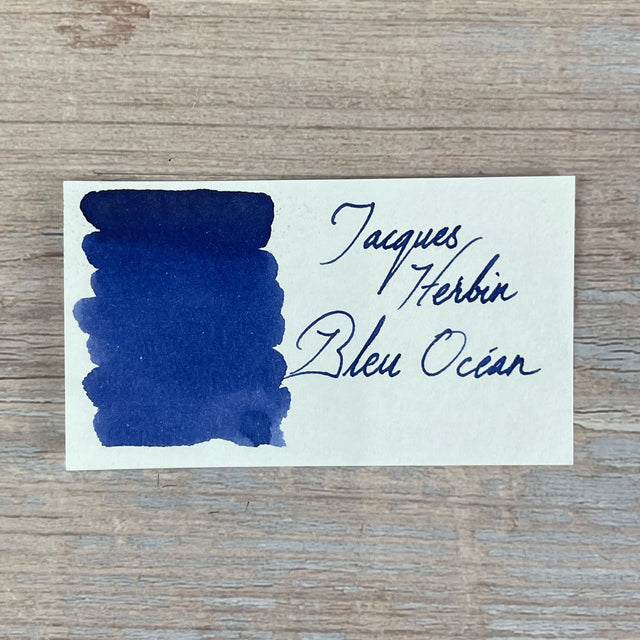 Jacques
Herbin
Bleu Océan